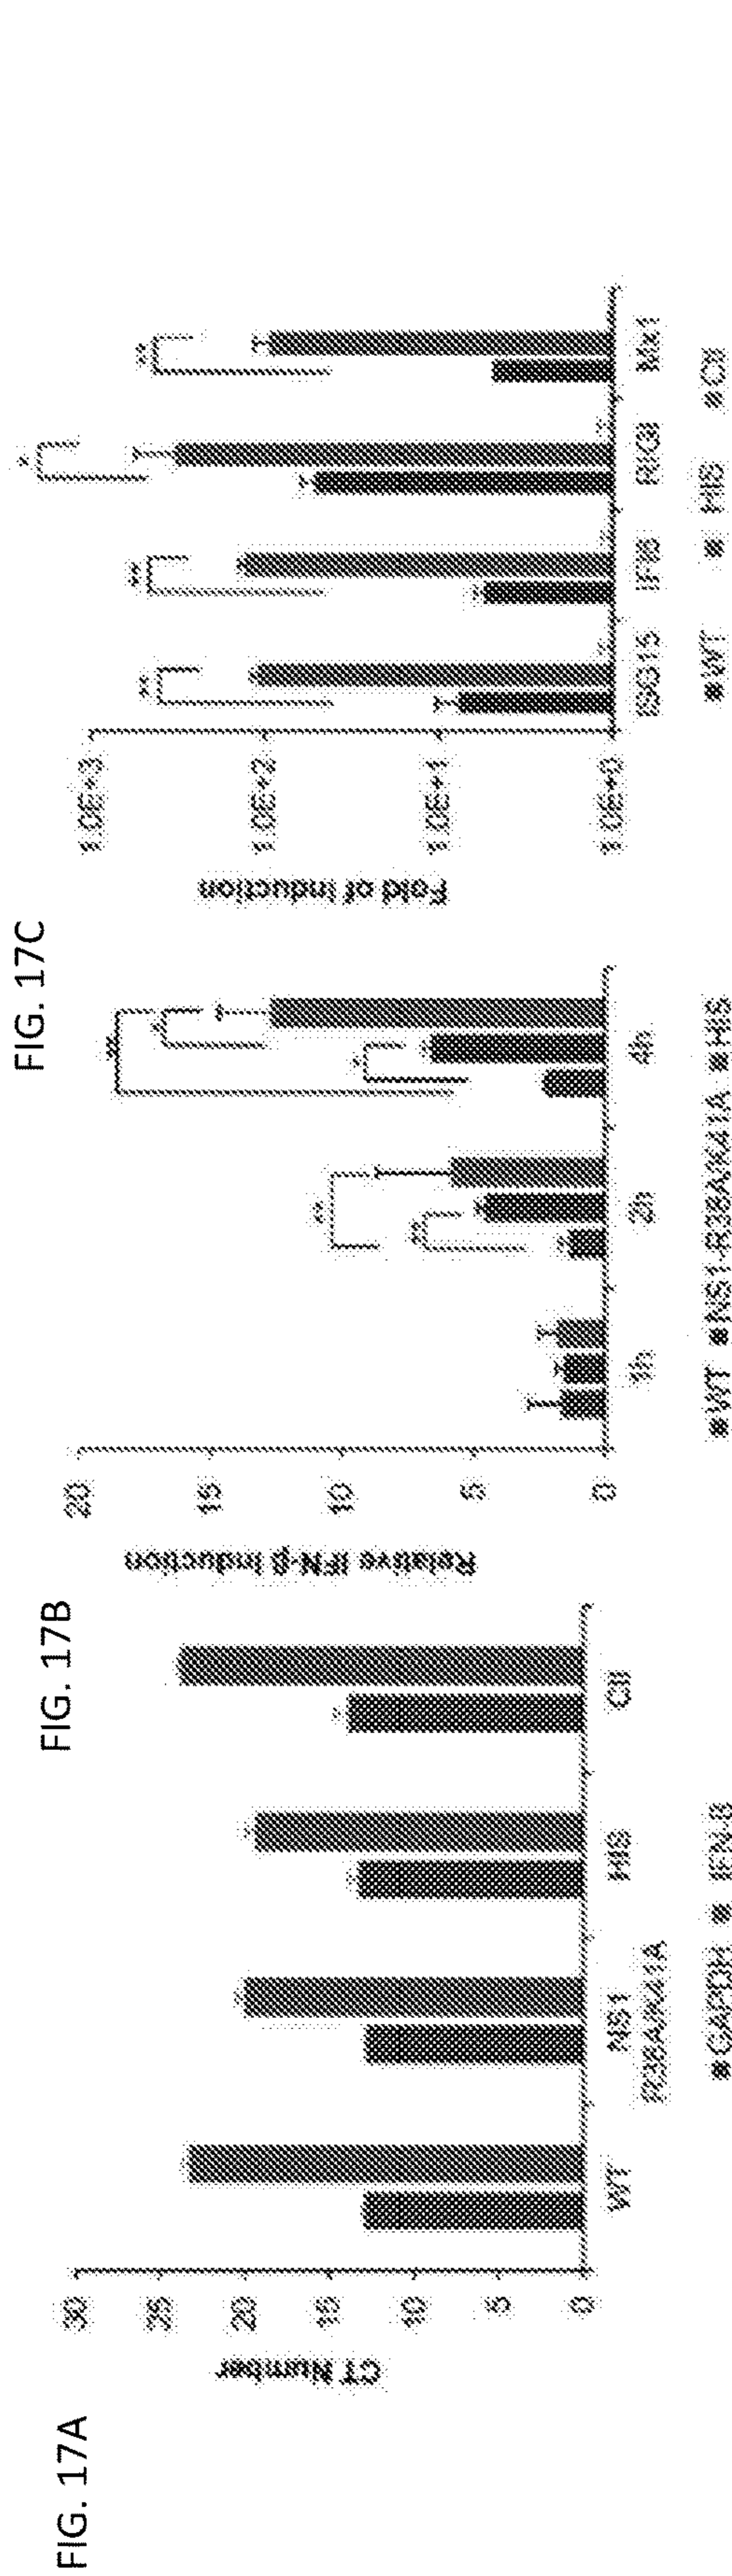 FIG. 17A
CT Number
30
25
20
15
10
5
0
WT
NS1
R38A/K41A
HIS
Ctl
GAPDH
IFN-β
FIG. 17B
Relative IFN-β Induction
20
15
10
5
0
**
**
*
**
*
1h
2h
4h
WT NS1-R38A/K41A HIS
FIG. 17C
Fold of induction
1.0E+3
1.0E+2
1.0E+1
1.0E+0
**
**
*
**
ISG15
IFI6
RIG-I
Mx1
WT HIS Ctl